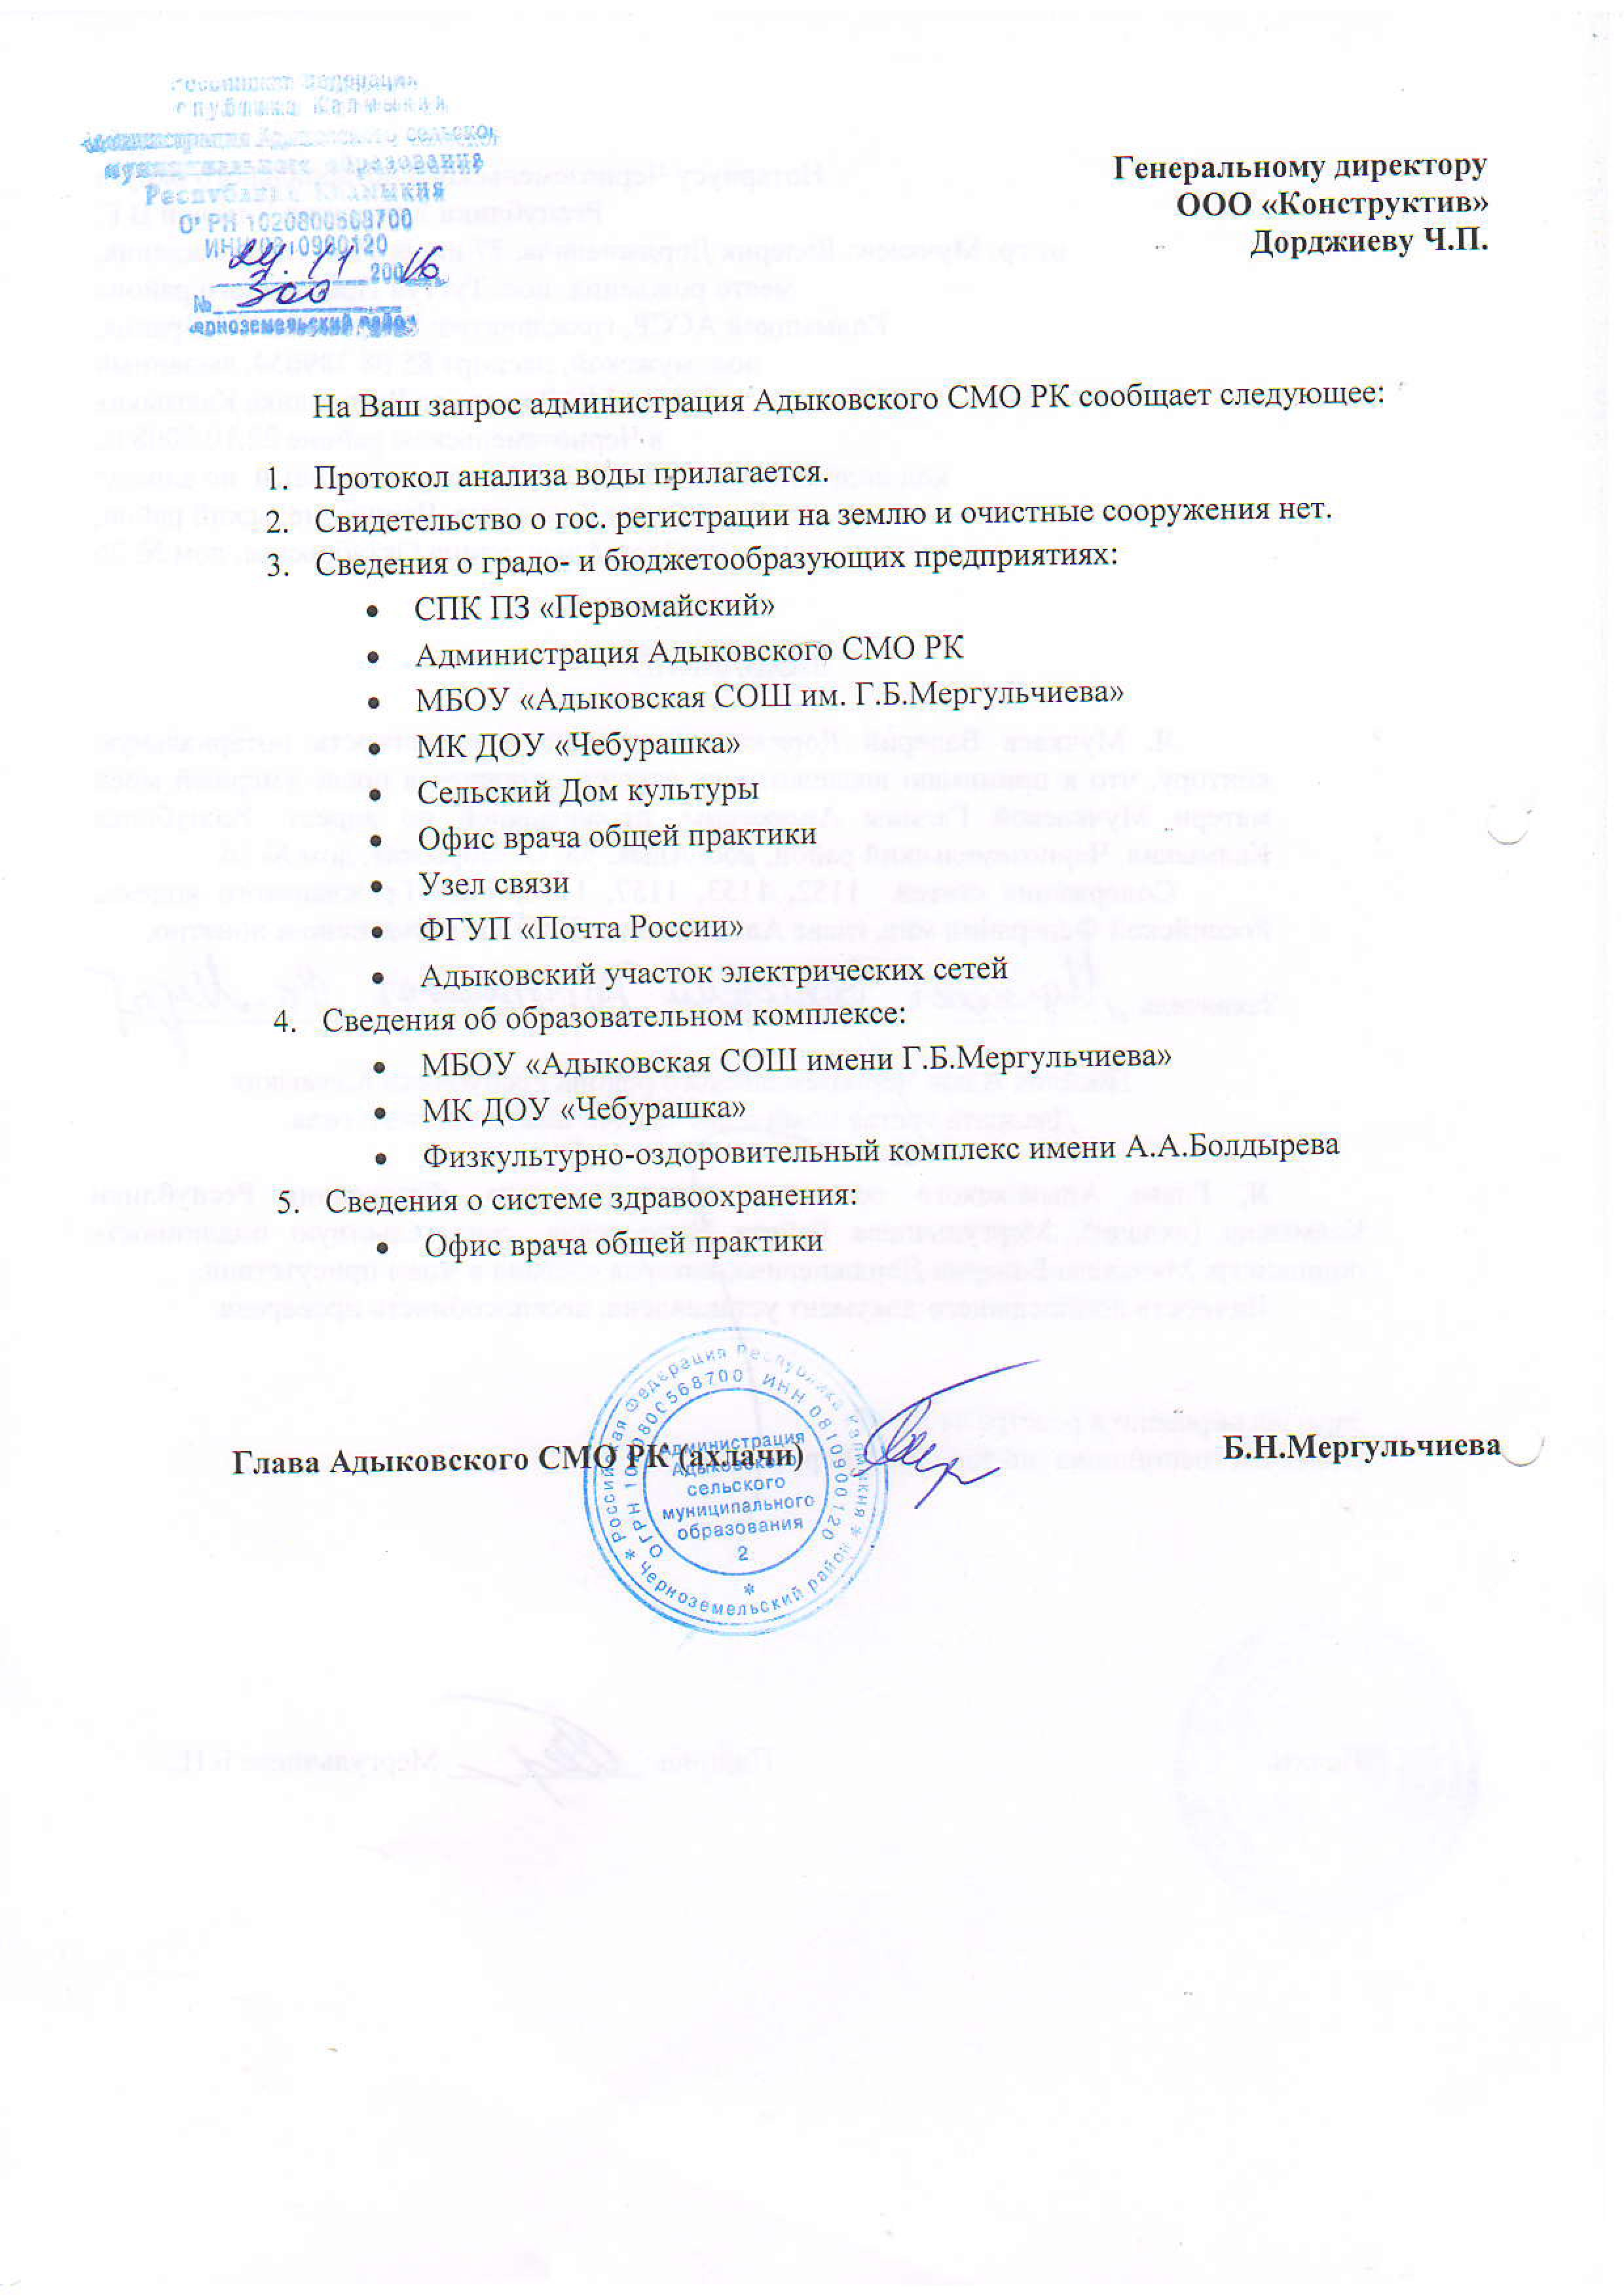 Российская Федерация
Республика Калмыкия
Администрация Адыковского сельского
муниципального образования
Республики Калмыкия
ОГРН 1020800568700
ИНН 0810900120
24. 11 200 16
№ 300
Черноземельский район
Генеральному директору
ООО «Конструктив»
Дорджиеву Ч.П.
На Ваш запрос администрация Адыковского СМО РК сообщает следующее:
1. Протокол анализа воды прилагается.
2. Свидетельство о гос. регистрации на землю и очистные сооружения нет.
3. Сведения о градо- и бюджетообразующих предприятиях:
• СПК ПЗ «Первомайский»
• Администрация Адыковского СМО РК
• МБОУ «Адыковская СОШ им. Г.Б.Мергульчиева»
• МК ДОУ «Чебурашка»
• Сельский Дом культуры
• Офис врача общей практики
• Узел связи
• ФГУП «Почта России»
• Адыковский участок электрических сетей
4. Сведения об образовательном комплексе:
• МБОУ «Адыковская СОШ имени Г.Б.Мергульчиева»
• МК ДОУ «Чебурашка»
• Физкультурно-оздоровительный комплекс имени А.А.Болдырева
5. Сведения о системе здравоохранения:
• Офис врача общей практики
Глава Адыковского СМО РК (ахлачи) Б.Н.Мергульчиева
* Российская Федерация Республика Калмыкия * Черноземельский район
ОГРН 1020800568700 ИНН 0810900120
Администрация
Адыковского
сельского
муниципального
образования
2
*